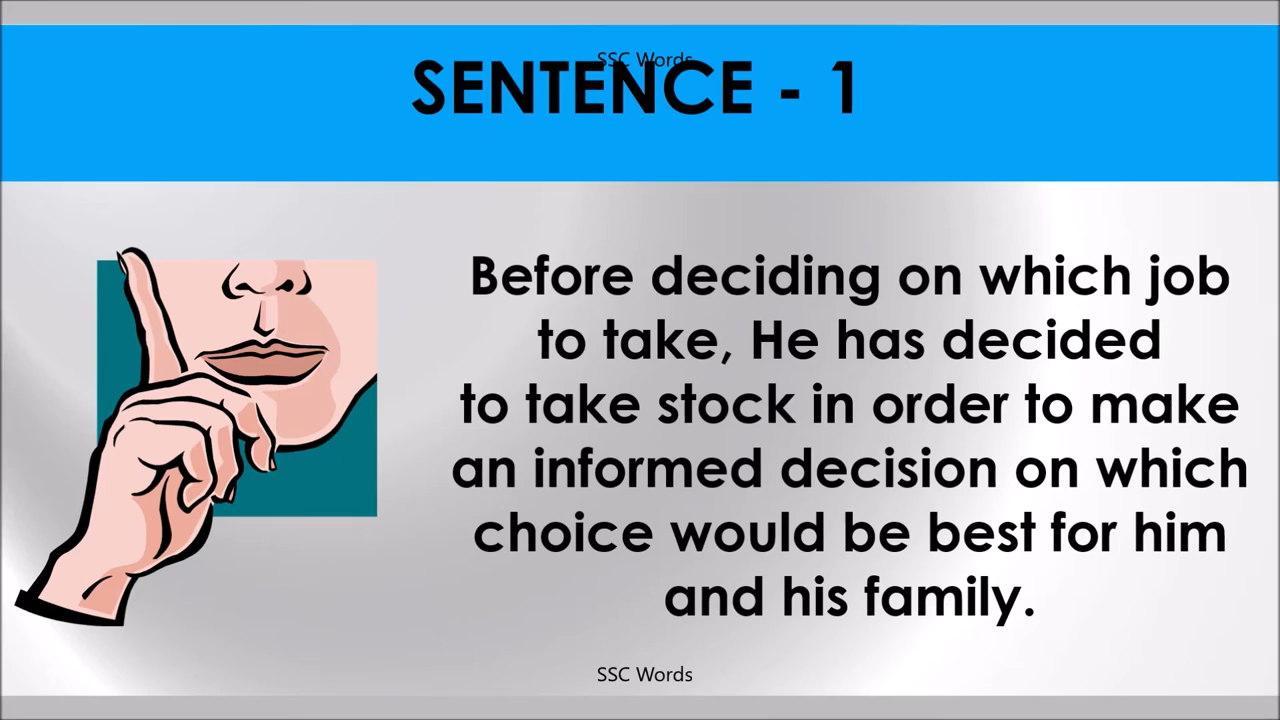 SSC Words
SENTENCE - 1
Before deciding on which job
to take, He has decided
to take stock in order to make
an informed decision on which
choice would be best for him
and his family.
SSC Words